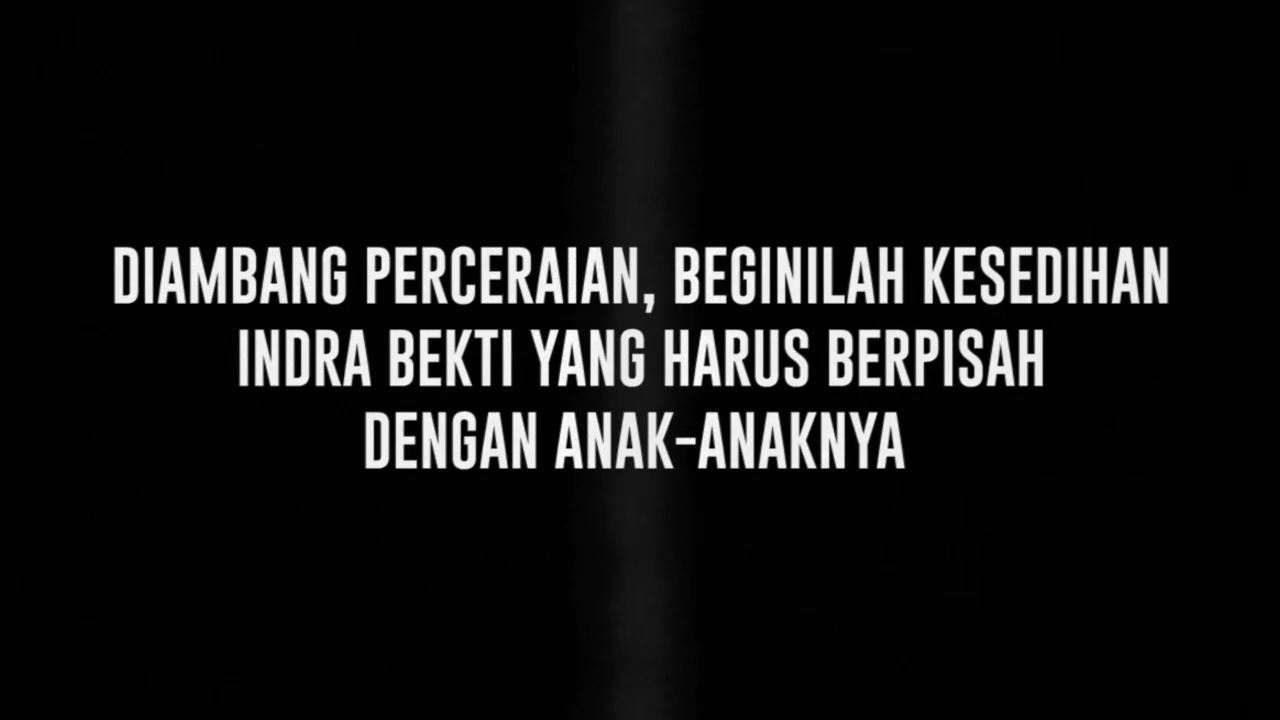 DIAMBANG PERCERAIAN, BEGINILAH KESEDIHAN
INDRA BEKTI YANG HARUS BERPISAH
DENGAN ANAK-ANAKNYA